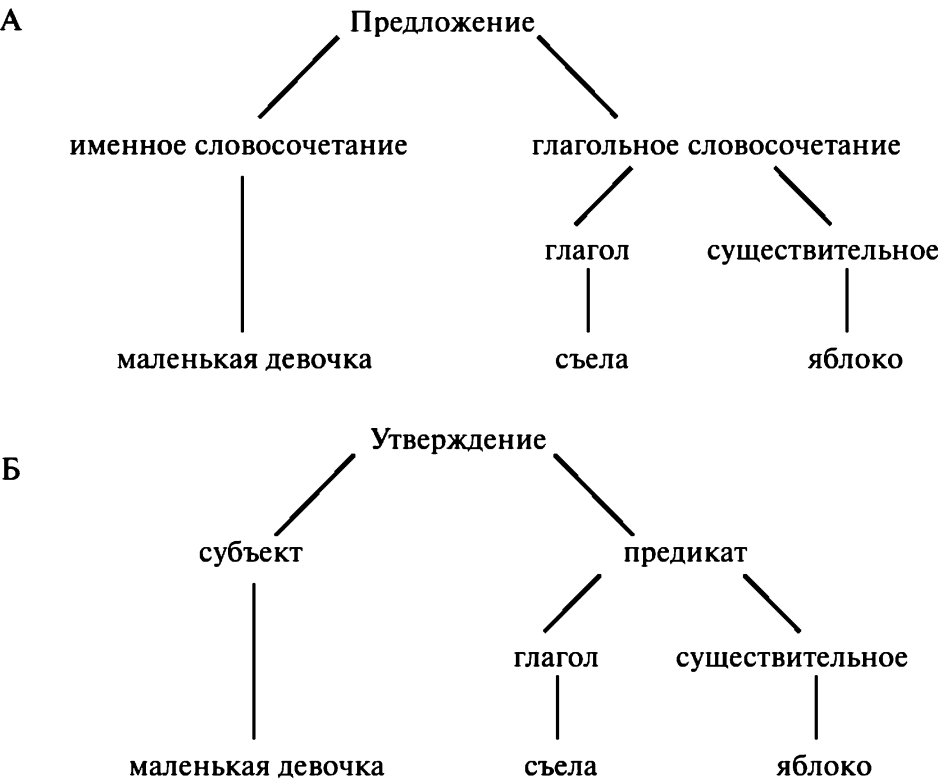 А
Предложение
именное словосочетание глагольное словосочетание
глагол существительное
маленькая девочка съела яблоко
Утверждение
Б
субъект предикат
глагол существительное
маленькая девочка съела яблоко